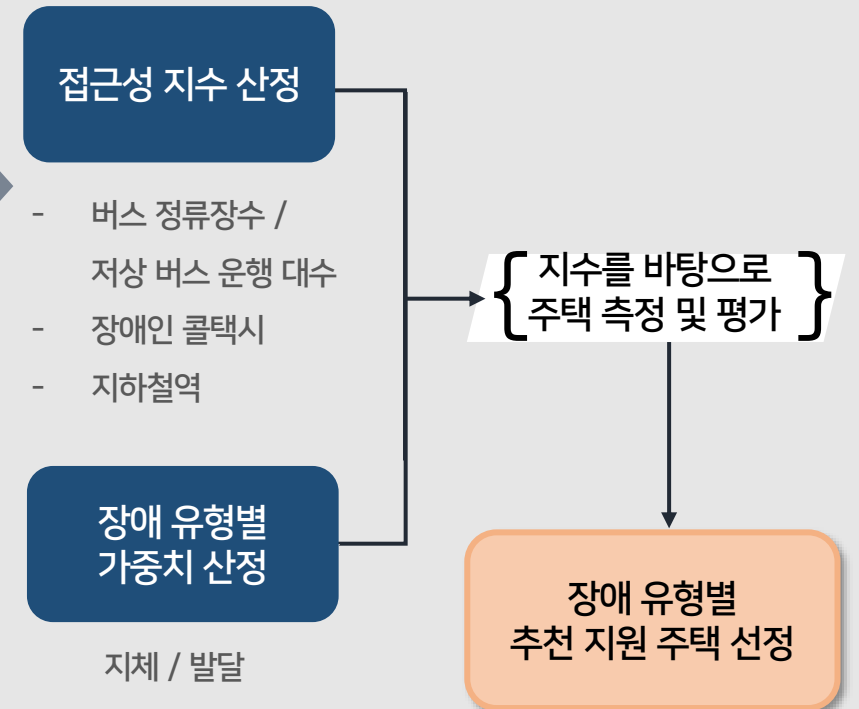 접근성 지수 산정
- 버스 정류장수 /
저상 버스 운행 대수
- 장애인 콜택시
- 지하철역
장애 유형별
가중치 산정
지체 / 발달
{ 지수를 바탕으로
주택 측정 및 평가 }
장애 유형별
추천 지원 주택 선정